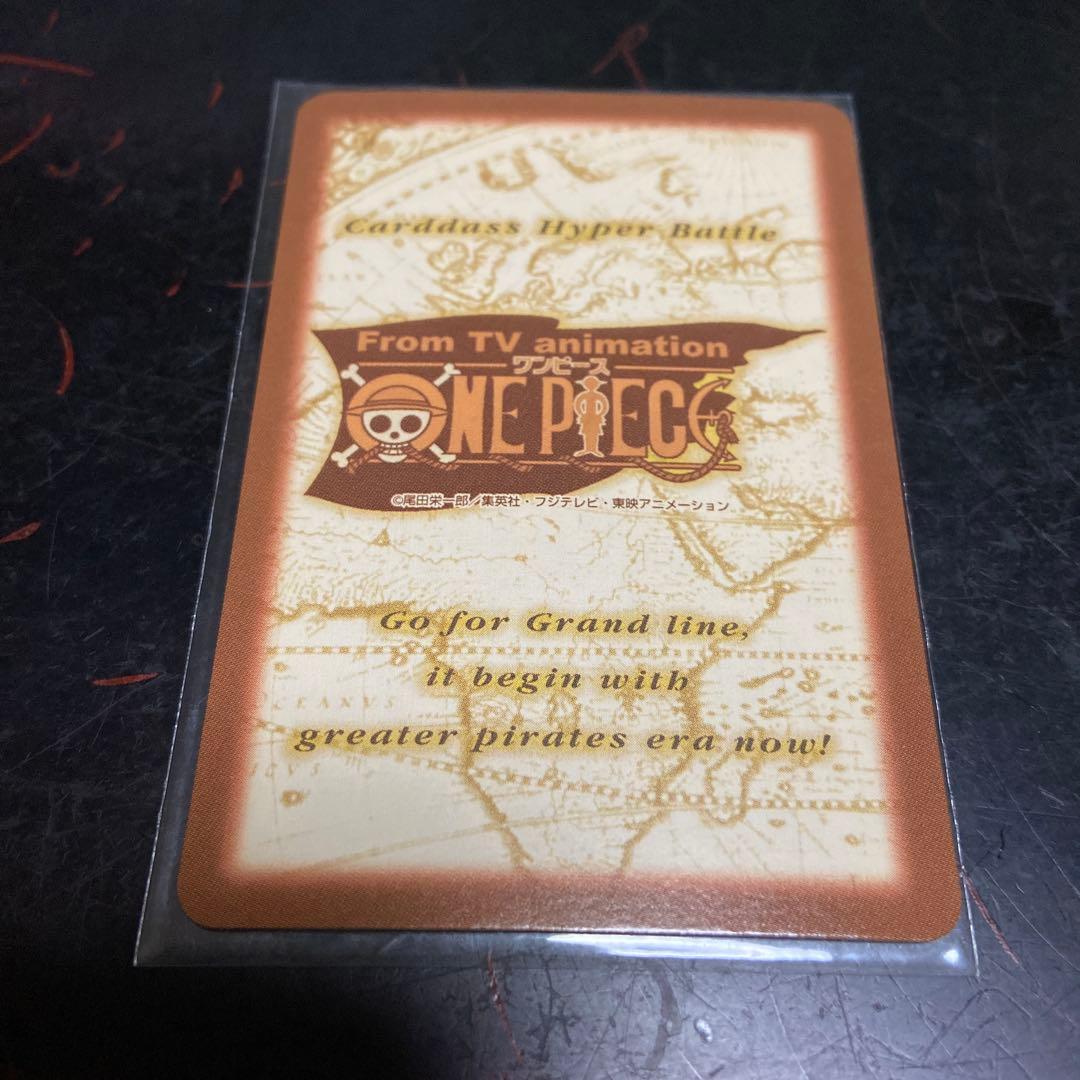 Carddass Hyper Battle
From TV animation
ワンピース
ONE PIECE
©尾田栄一郎／集英社・フジテレビ・東映アニメーション
Go for Grand line,
it begin with
CEANVS
greater pirates era now!